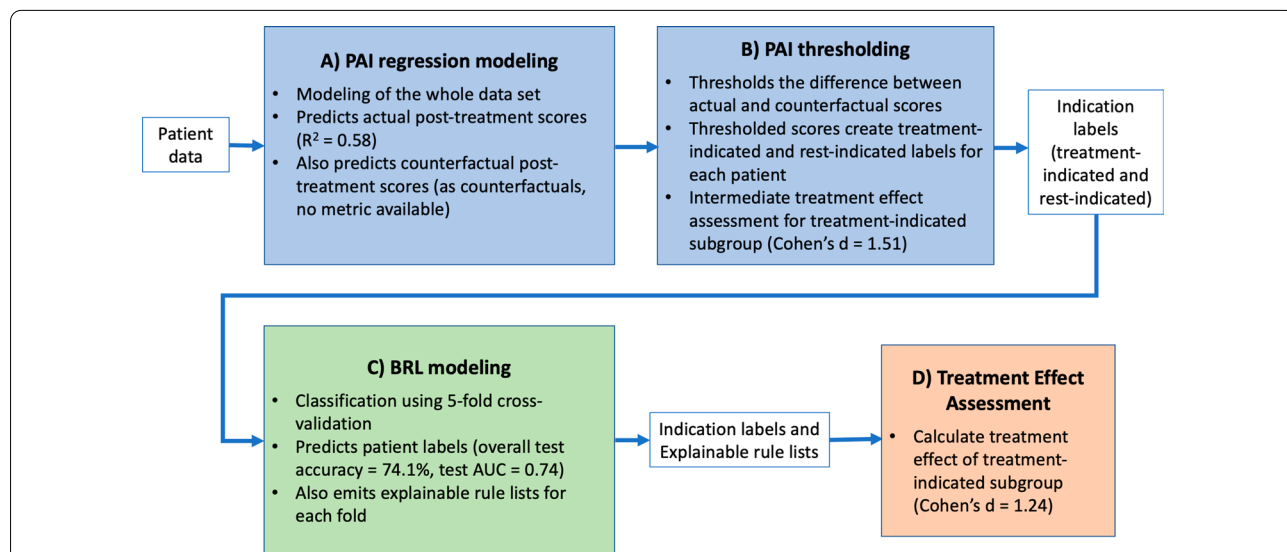 Patient
data
A) PAI regression modeling
• Modeling of the whole data set
• Predicts actual post-treatment scores
(R² = 0.58)
• Also predicts counterfactual post-
treatment scores (as counterfactuals,
no metric available)
B) PAI thresholding
• Thresholds the difference between
actual and counterfactual scores
• Thresholded scores create treatment-
indicated and rest-indicated labels for
each patient
• Intermediate treatment effect
assessment for treatment-indicated
subgroup (Cohen’s d = 1.51)
Indication
labels
(treatment-
indicated and
rest-indicated)
C) BRL modeling
• Classification using 5-fold cross-
validation
• Predicts patient labels (overall test
accuracy = 74.1%, test AUC = 0.74)
• Also emits explainable rule lists for
each fold
Indication labels and
Explainable rule lists
D) Treatment Effect
Assessment
• Calculate treatment
effect of treatment-
indicated subgroup
(Cohen’s d = 1.24)